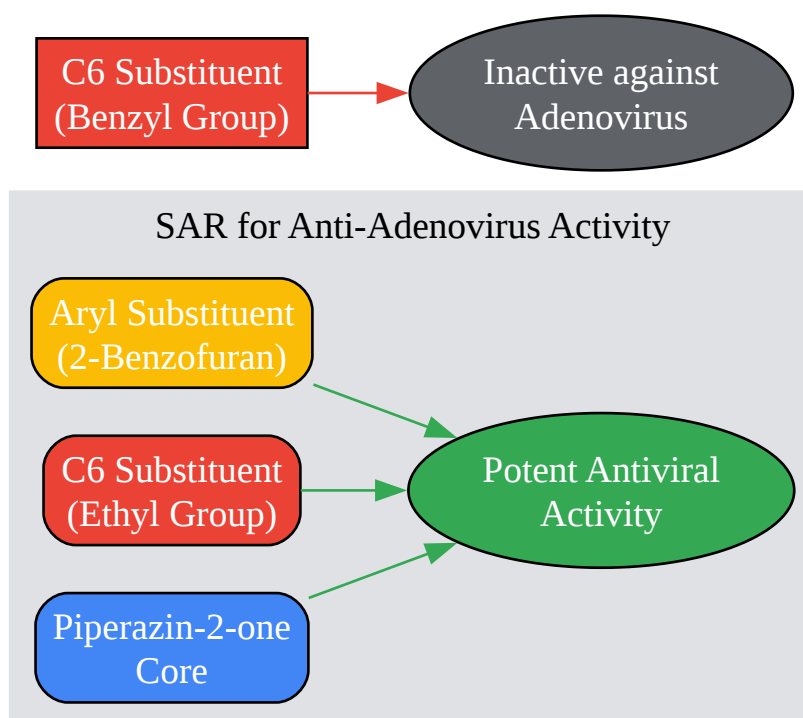 C6 Substituent
(Benzyl Group)
Inactive against
Adenovirus
SAR for Anti-Adenovirus Activity
Aryl Substituent
(2-Benzofuran)
C6 Substituent
(Ethyl Group)
Potent Antiviral
Activity
Piperazin-2-one
Core